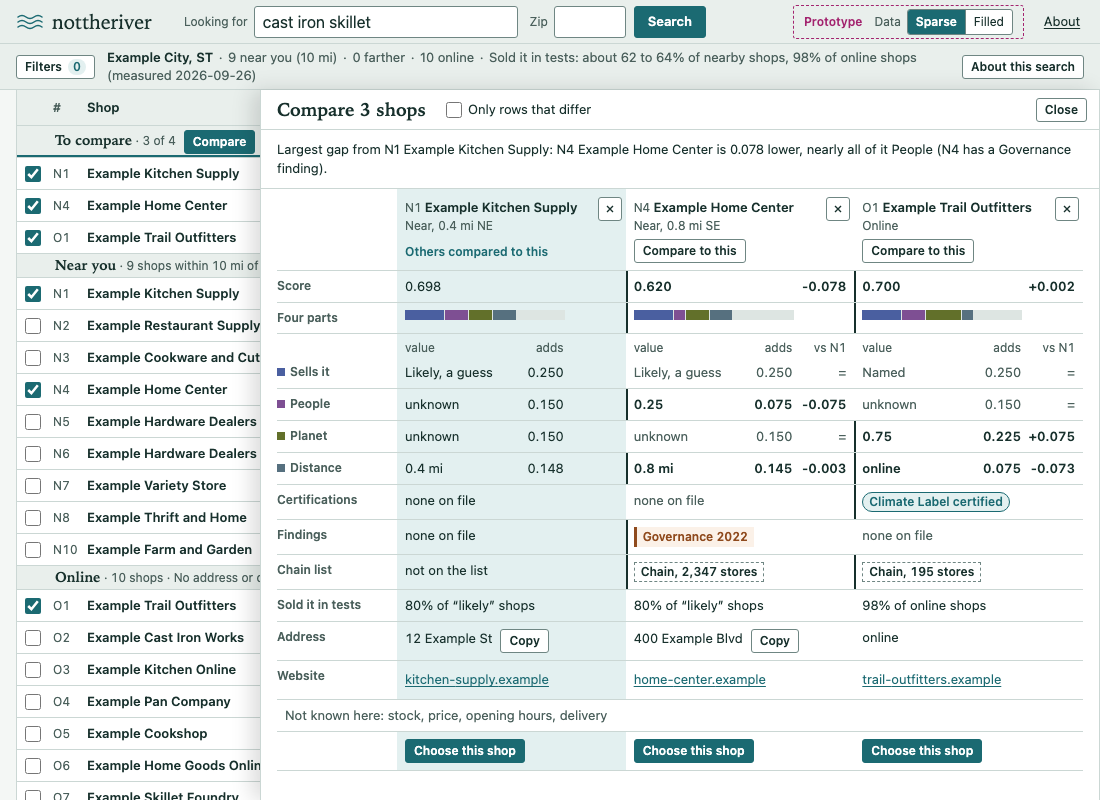 nottheriver
Looking for
cast iron skillet
Zip
Search
Prototype
Data
Sparse
Filled
About
Filters 0
Example City, ST · 9 near you (10 mi) · 0 farther · 10 online · Sold it in tests: about 62 to 64% of nearby shops, 98% of online shops
(measured 2026-09-26)
About this search
# Shop
To compare · 3 of 4
Compare
N1 Example Kitchen Supply
N4 Example Home Center
O1 Example Trail Outfitters
Near you · 9 shops within 10 mi of
N1 Example Kitchen Supply
N2 Example Restaurant Supply
N3 Example Cookware and Cut
N4 Example Home Center
N5 Example Hardware Dealers
N6 Example Hardware Dealers
N7 Example Variety Store
N8 Example Thrift and Home
N10 Example Farm and Garden
Online · 10 shops · No address or
O1 Example Trail Outfitters
O2 Example Cast Iron Works
O3 Example Kitchen Online
O4 Example Pan Company
O5 Example Cookshop
O6 Example Home Goods Onlin
O7 Example Skillet Foundry
Compare 3 shops
Only rows that differ
Close
Largest gap from N1 Example Kitchen Supply: N4 Example Home Center is 0.078 lower, nearly all of it People (N4 has a Governance
finding).
N1 Example Kitchen Supply × N4 Example Home Center × O1 Example Trail Outfitters ×
Near, 0.4 mi NE Near, 0.8 mi SE Online
Others compared to this Compare to this Compare to this
Score 0.698 0.620 -0.078 0.700 +0.002
Four parts
value adds value adds vs N1 value adds vs N1
Sells it Likely, a guess 0.250 Likely, a guess 0.250 = Named 0.250 =
People unknown 0.150 0.25 0.075 -0.075 unknown 0.150 =
Planet unknown 0.150 unknown 0.150 = 0.75 0.225 +0.075
Distance 0.4 mi 0.148 0.8 mi 0.145 -0.003 online 0.075 -0.073
Certifications none on file none on file Climate Label certified
Findings none on file Governance 2022 none on file
Chain list not on the list Chain, 2,347 stores Chain, 195 stores
Sold it in tests 80% of “likely” shops 80% of “likely” shops 98% of online shops
Address 12 Example St Copy 400 Example Blvd Copy online
Website kitchen-supply.example home-center.example trail-outfitters.example
Not known here: stock, price, opening hours, delivery
Choose this shop Choose this shop Choose this shop